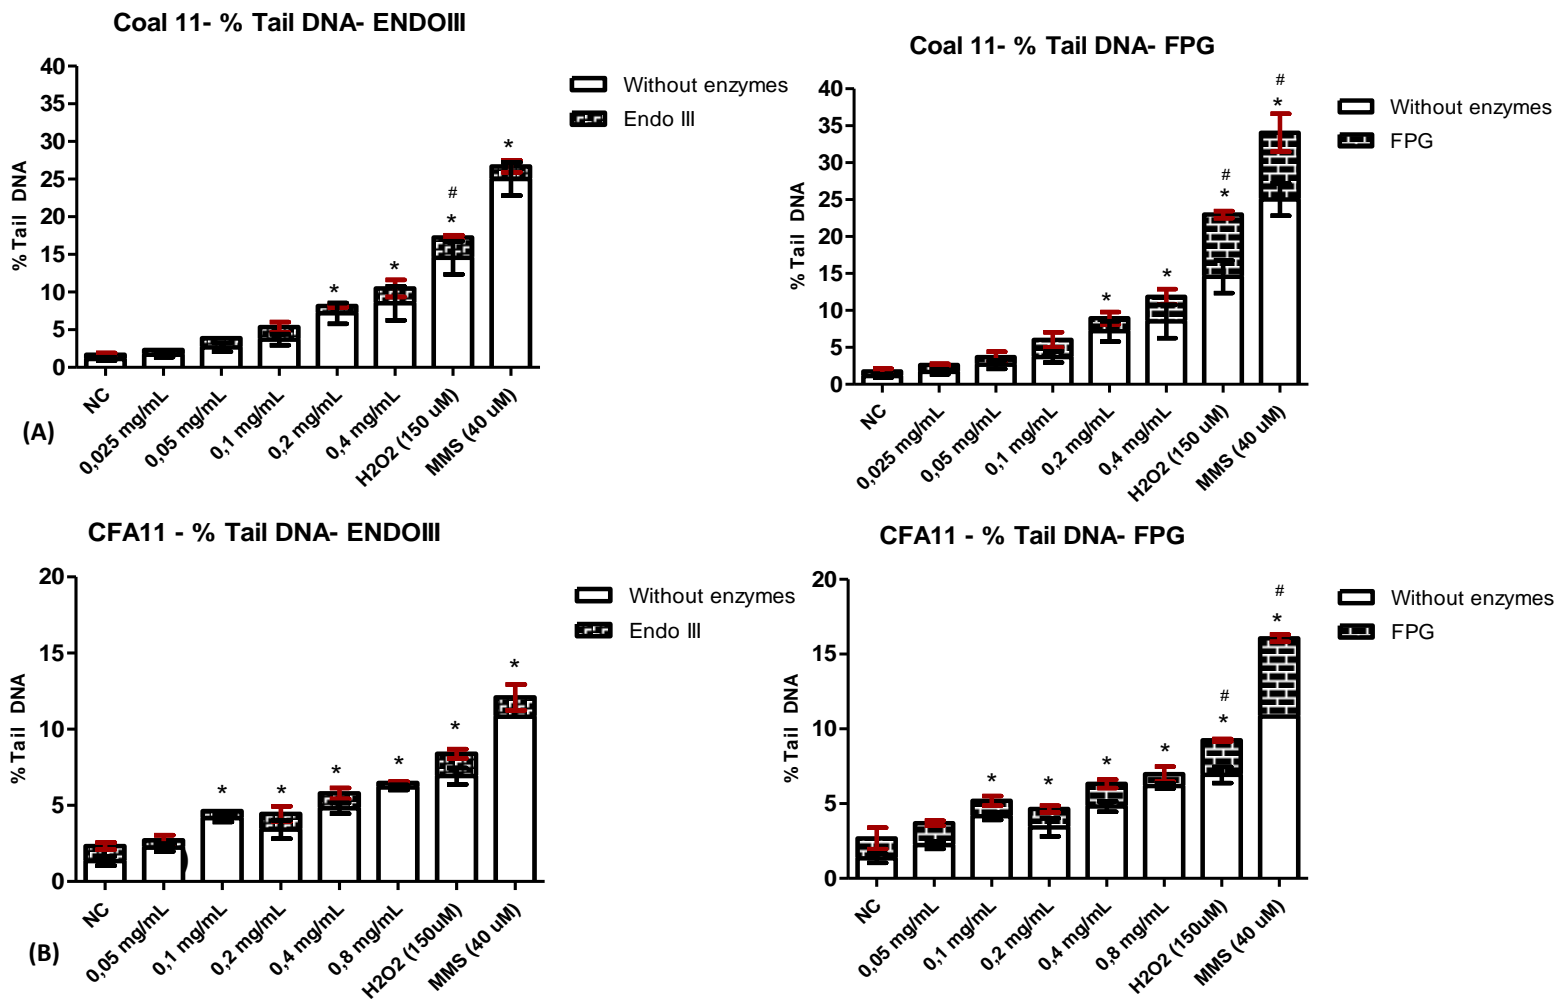 Coal 11- % Tail DNA- ENDOIII
40
35
30
25
20
15
10
5
0
% Tail DNA
Without enzymes
Endo III
*
*
#
*
*
NC
0,025 mg/mL
0,05 mg/mL
0,1 mg/mL
0,2 mg/mL
0,4 mg/mL
H2O2 (150 uM)
MMS (40 uM)
(A)
Coal 11- % Tail DNA- FPG
40
35
30
25
20
15
10
5
0
% Tail DNA
Without enzymes
FPG
*
*
#
*
#
*
NC
0,025 mg/mL
0,05 mg/mL
0,1 mg/mL
0,2 mg/mL
0,4 mg/mL
H2O2 (150 uM)
MMS (40 uM)
CFA11 - % Tail DNA- ENDOIII
20
15
10
5
0
% Tail DNA
Without enzymes
Endo III
*
*
*
*
*
*
NC
0,05 mg/mL
0,1 mg/mL
0,2 mg/mL
0,4 mg/mL
0,8 mg/mL
H2O2 (150uM)
MMS (40 uM)
(B)
CFA11 - % Tail DNA- FPG
20
15
10
5
0
% Tail DNA
Without enzymes
FPG
*
*
*
*
#
*
#
*
NC
0,05 mg/mL
0,1 mg/mL
0,2 mg/mL
0,4 mg/mL
0,8 mg/mL
H2O2 (150uM)
MMS (40 uM)